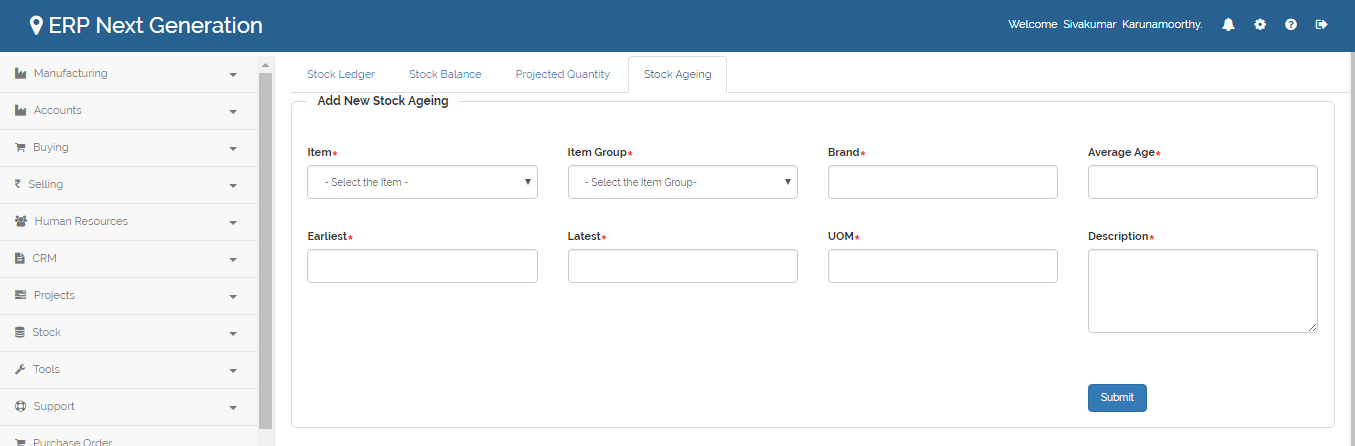 ERP Next Generation
Welcome Sivakumar Karunamoorthy.
Manufacturing
Accounts
Buying
Selling
Human Resources
CRM
Projects
Stock
Tools
Support
Purchase Order
Stock Ledger Stock Balance Projected Quantity Stock Ageing
Add New Stock Ageing
Item* Item Group* Brand* Average Age*
- Select the Item - - Select the Item Group-
Earliest* Latest* UOM* Description*
Submit